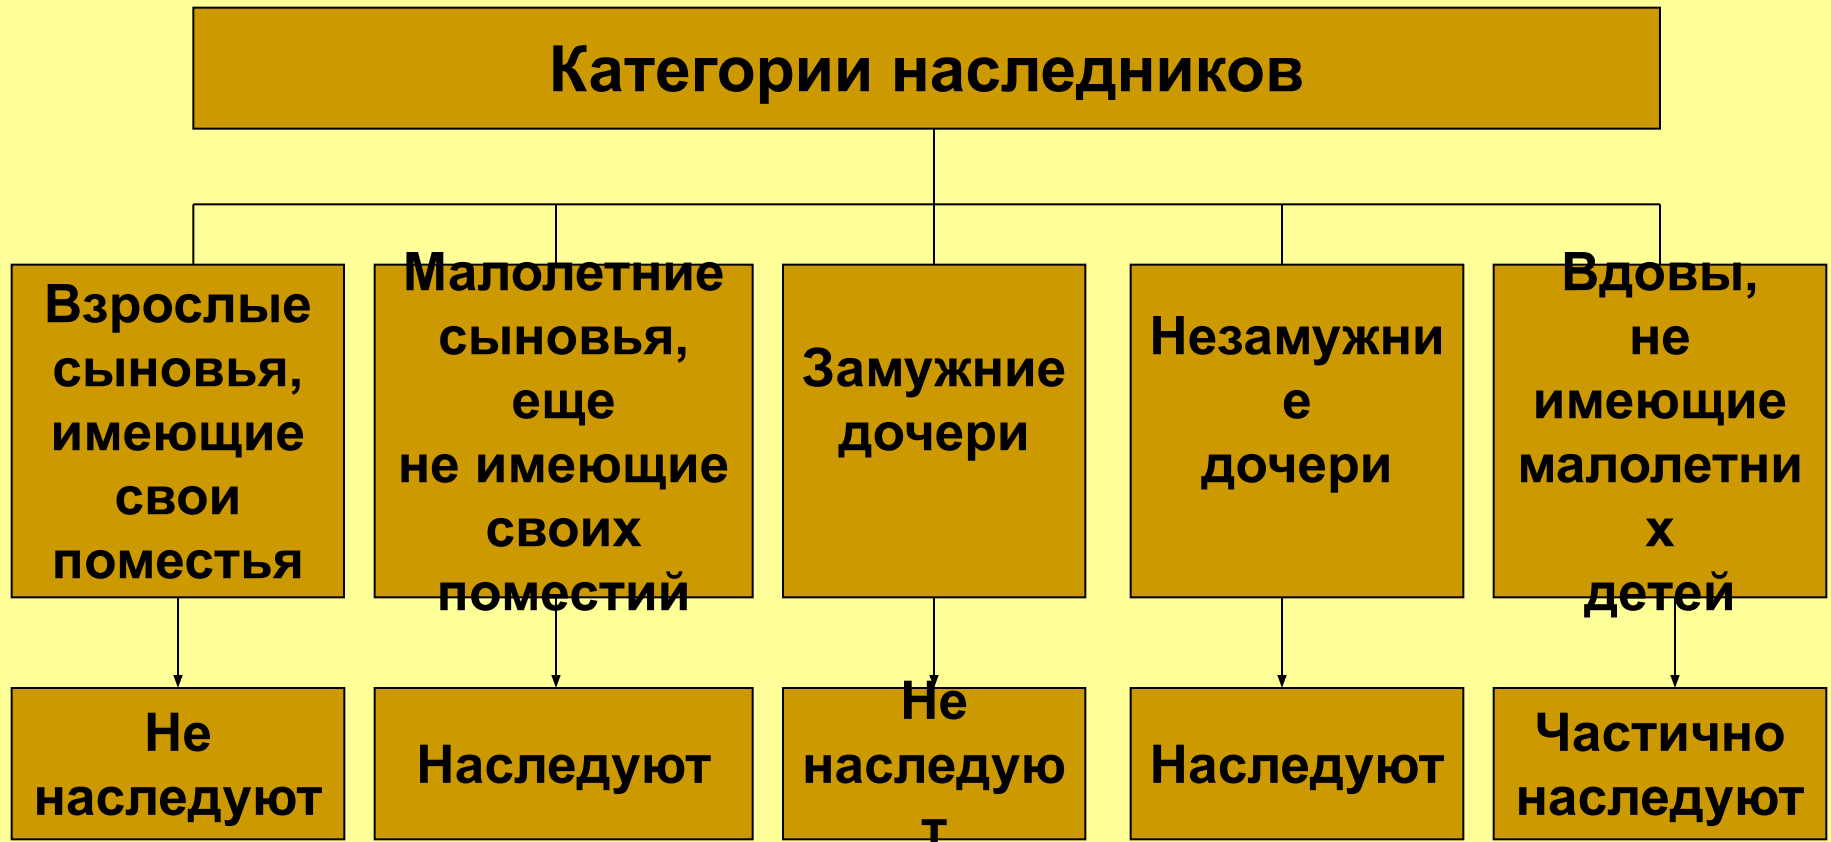 Категории наследников
Взрослые
сыновья,
имеющие
свои
поместья
Малолетние
сыновья,
еще
не имеющие
своих
поместий
Замужние
дочери
Незамужни
е
дочери
Вдовы,
не
имеющие
малолетни
х
детей
Не
наследуют
Наследуют
Не
наследую
т
Наследуют
Частично
наследуют